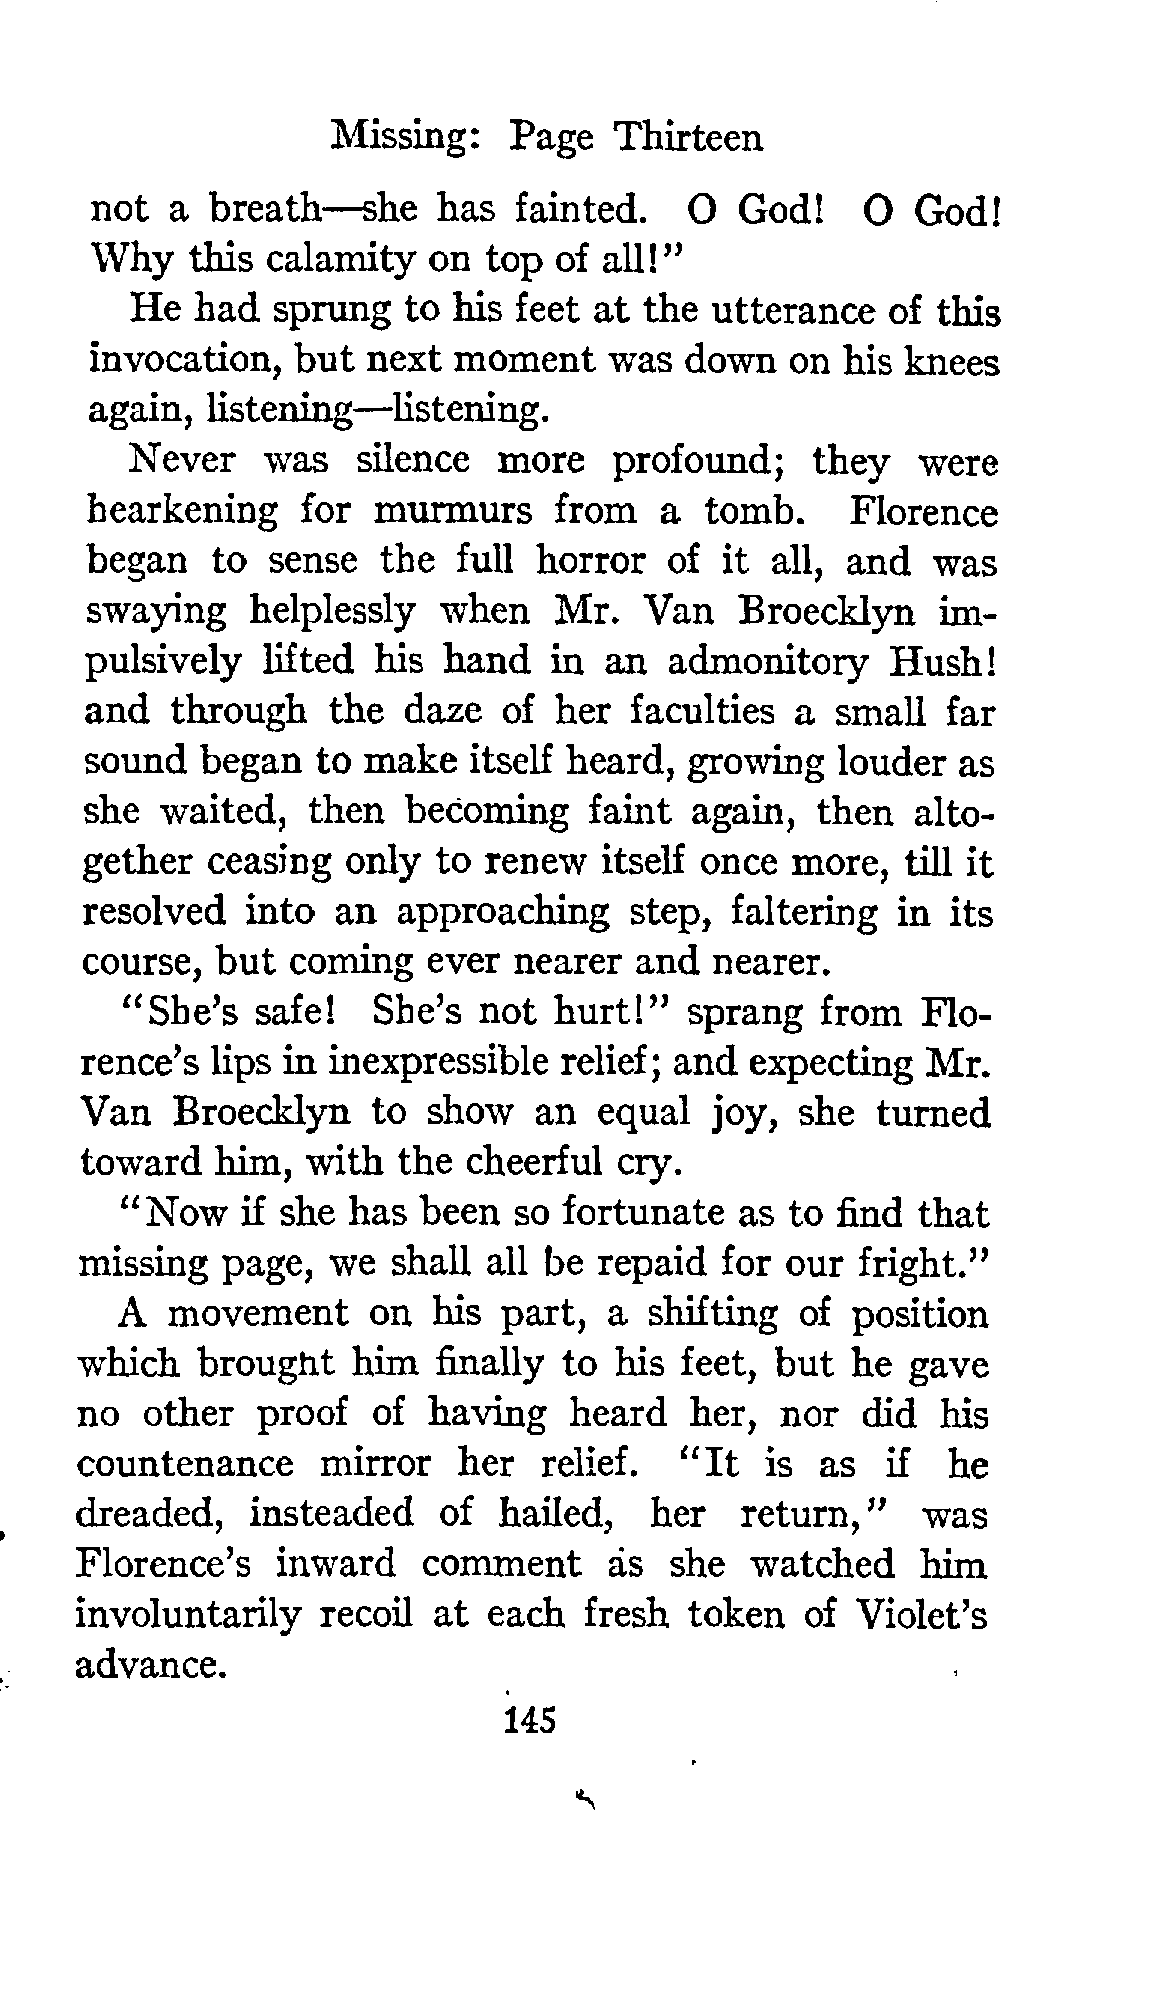 Missing: Page Thirteen
not a breath—she has fainted. O God! O God!
Why this calamity on top of all!"
He had sprung to his feet at the utterance of this
invocation, but next moment was down on his knees
again, listening—listening.
Never was silence more profound; they were
hearkening for murmurs from a tomb. Florence
began to sense the full horror of it all, and was
swaying helplessly when Mr. Van Broecklyn im-
pulsively lifted his hand in an admonitory Hush!
and through the daze of her faculties a small far
sound began to make itself heard, growing louder as
she waited, then becoming faint again, then alto-
gether ceasing only to renew itself once more, till it
resolved into an approaching step, faltering in its
course, but coming ever nearer and nearer.
"She's safe! She's not hurt!" sprang from Flo-
rence's lips in inexpressible relief; and expecting Mr.
Van Broecklyn to show an equal joy, she turned
toward him, with the cheerful cry.
"Now if she has been so fortunate as to find that
missing page, we shall all be repaid for our fright."
A movement on his part, a shifting of position
which brought him finally to his feet, but he gave
no other proof of having heard her, nor did his
countenance mirror her relief. "It is as if he
dreaded, insteaded of hailed, her return," was
Florence's inward comment as she watched him
involuntarily recoil at each fresh token of Violet's
advance.
145